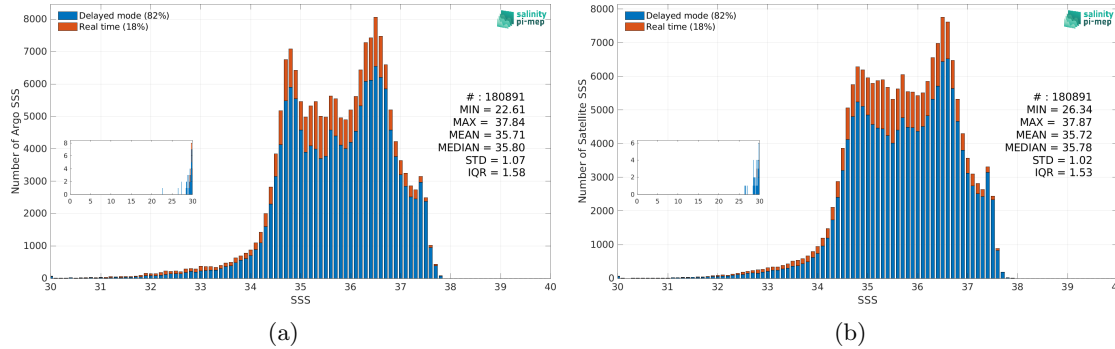 Delayed mode (82%)
Real time (18%)
salinity
pi-mep
Number of Argo SSS
8000
7000
6000
5000
4000
3000
2000
1000
0
# : 180891
MIN = 22.61
MAX = 37.84
MEAN = 35.71
MEDIAN = 35.80
STD = 1.07
IQR = 1.58
8
6
4
2
0
0 5 10 15 20 25 30
30 31 32 33 34 35 36 37 38 39 40
SSS
(a)
Delayed mode (82%)
Real time (18%)
salinity
pi-mep
Number of Satellite SSS
8000
7000
6000
5000
4000
3000
2000
1000
0
# : 180891
MIN = 26.34
MAX = 37.87
MEAN = 35.72
MEDIAN = 35.78
STD = 1.02
IQR = 1.53
6
4
2
0
0 5 10 15 20 25 30
30 31 32 33 34 35 36 37 38 39 40
SSS
(b)